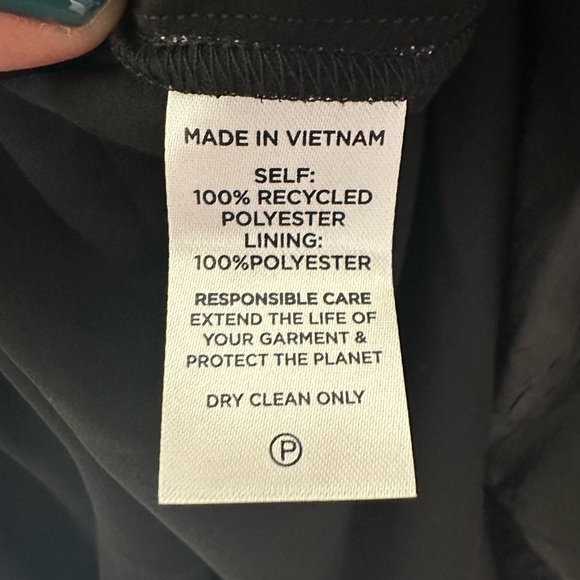 MADE IN VIETNAM
SELF:
100% RECYCLED
POLYESTER
LINING:
100%POLYESTER
RESPONSIBLE CARE
EXTEND THE LIFE OF
YOUR GARMENT &
PROTECT THE PLANET
DRY CLEAN ONLY
P